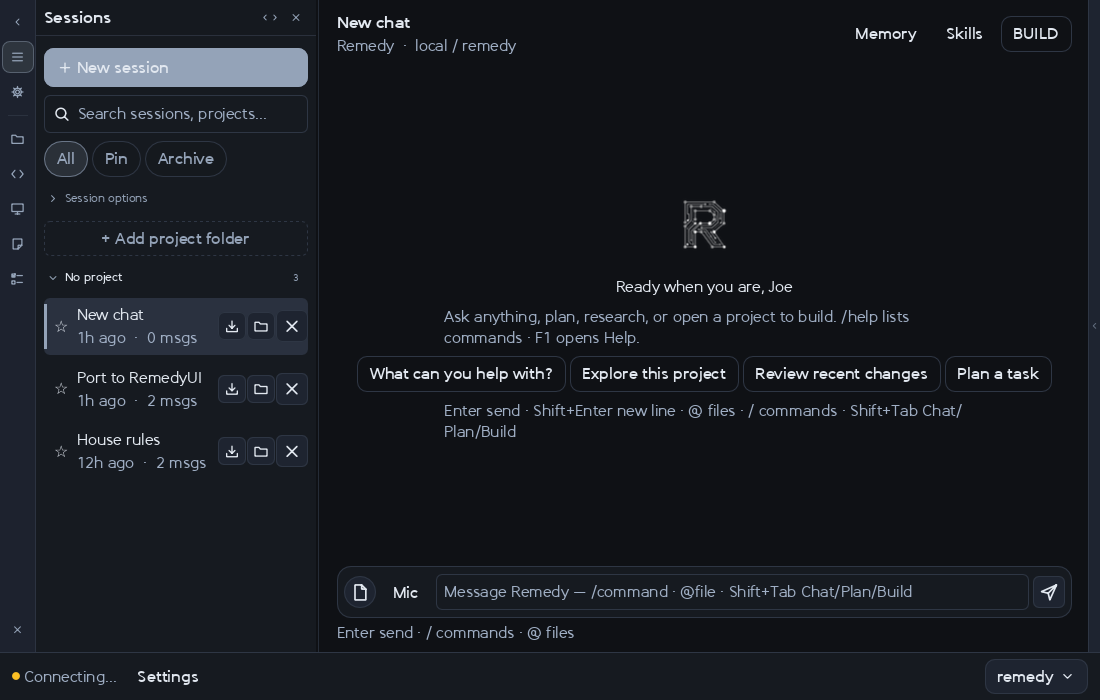 Sessions
+ New session
Search sessions, projects...
All
Pin
Archive
Session options
+ Add project folder
No project
3
New chat
1h ago · 0 msgs
Port to RemedyUI
1h ago · 2 msgs
House rules
12h ago · 2 msgs
New chat
Remedy · local / remedy
Memory
Skills
BUILD
R
Ready when you are, Joe
Ask anything, plan, research, or open a project to build. /help lists
commands · F1 opens Help.
What can you help with?
Explore this project
Review recent changes
Plan a task
Enter send · Shift+Enter new line · @ files · / commands · Shift+Tab Chat/
Plan/Build
Mic
Message Remedy — /command · @file · Shift+Tab Chat/Plan/Build
Enter send · / commands · @ files
Connecting...
Settings
remedy